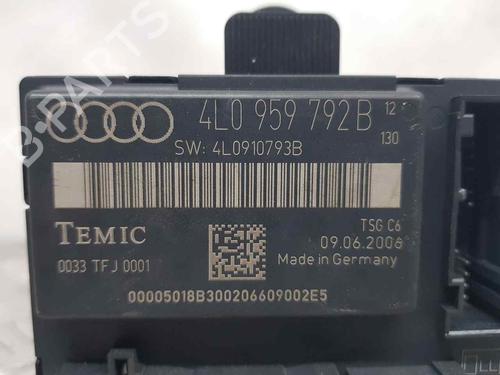 4L0 959 792B 12
130
SW: 4L0910793B
TEMIC
TSG C6
0033 TFJ 0001
09.06.2006
Made in Germany
00005018B300206609002E5
B-PARTS